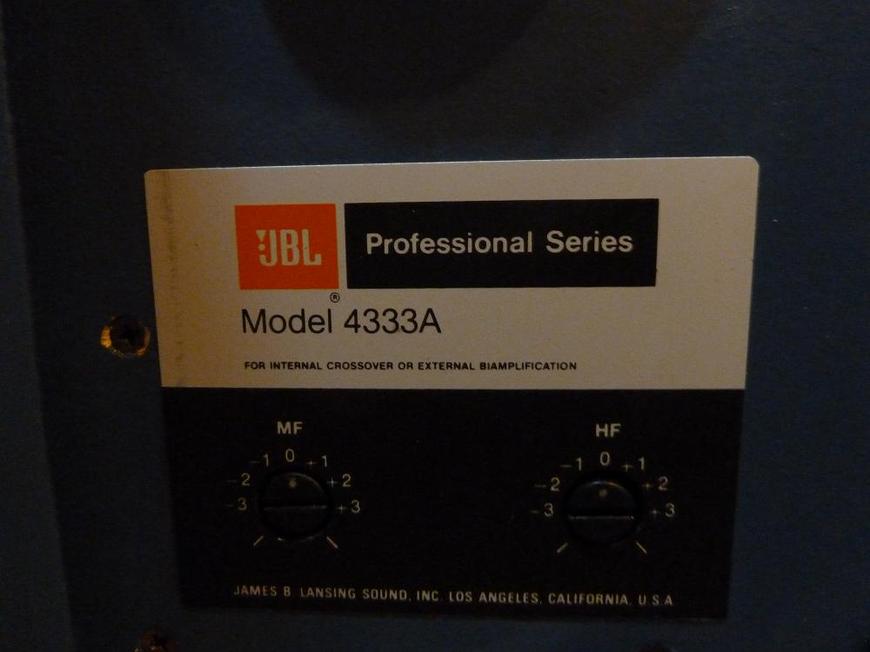 JBL Professional Series
®
Model 4333A
FOR INTERNAL CROSSOVER OR EXTERNAL BIAMPLIFICATION
MF
-1 0 +1
-2 +2
-3 +3
HF
-1 0 +1
-2 +2
-3 +3
JAMES B LANSING SOUND, INC. LOS ANGELES, CALIFORNIA, U.S.A